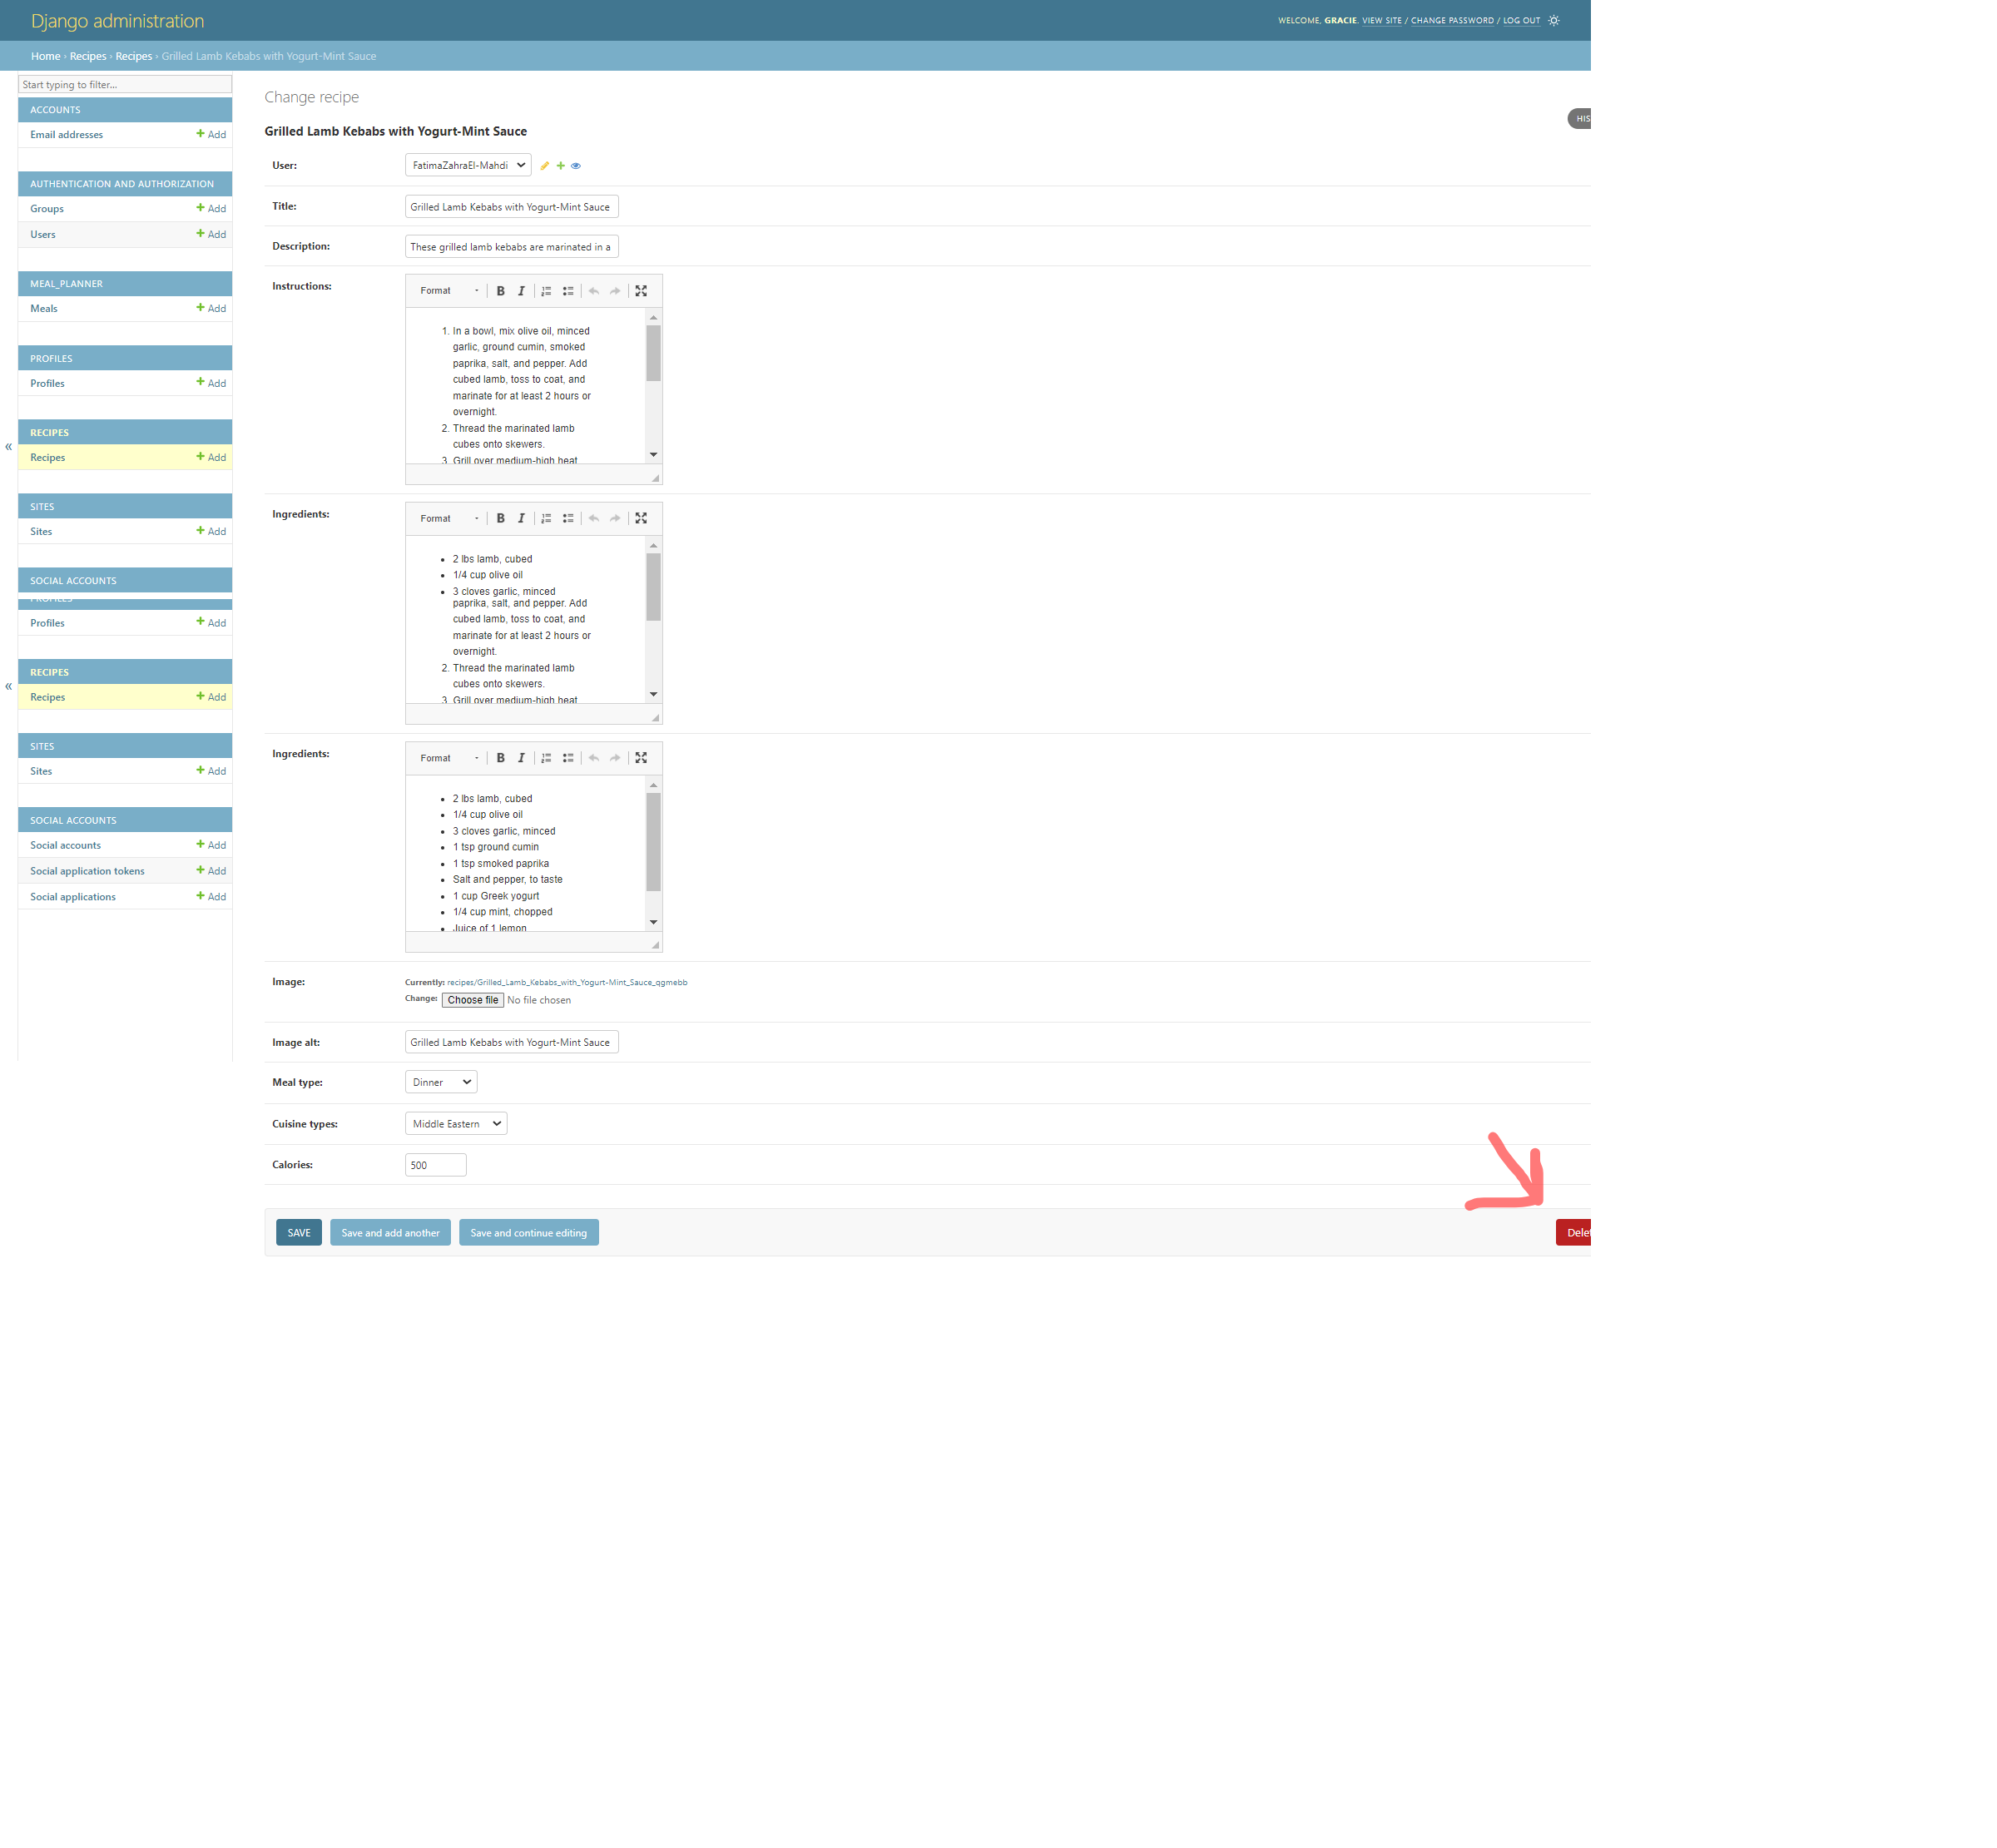 Django administration
WELCOME, GRACIE. VIEW SITE / CHANGE PASSWORD / LOG OUT
Home › Recipes › Recipes › Grilled Lamb Kebabs with Yogurt-Mint Sauce
Start typing to filter...
ACCOUNTS
Email addresses + Add
AUTHENTICATION AND AUTHORIZATION
Groups + Add
Users + Add
MEAL_PLANNER
Meals + Add
PROFILES
Profiles + Add
RECIPES
«
Recipes + Add
SITES
Sites + Add
SOCIAL ACCOUNTS
PROFILES
Profiles + Add
RECIPES
«
Recipes + Add
SITES
Sites + Add
SOCIAL ACCOUNTS
Social accounts + Add
Social application tokens + Add
Social applications + Add
Change recipe
HIS
Grilled Lamb Kebabs with Yogurt-Mint Sauce
User: FatimaZahraEl-Mahdi
Title: Grilled Lamb Kebabs with Yogurt-Mint Sauce
Description: These grilled lamb kebabs are marinated in a
Instructions:
Format B I
1. In a bowl, mix olive oil, minced
garlic, ground cumin, smoked
paprika, salt, and pepper. Add
cubed lamb, toss to coat, and
marinate for at least 2 hours or
overnight.
2. Thread the marinated lamb
cubes onto skewers.
3. Grill over medium-high heat
Ingredients:
Format B I
• 2 lbs lamb, cubed
• 1/4 cup olive oil
• 3 cloves garlic, minced
paprika, salt, and pepper. Add
cubed lamb, toss to coat, and
marinate for at least 2 hours or
overnight.
2. Thread the marinated lamb
cubes onto skewers.
3. Grill over medium-high heat
Ingredients:
Format B I
• 2 lbs lamb, cubed
• 1/4 cup olive oil
• 3 cloves garlic, minced
• 1 tsp ground cumin
• 1 tsp smoked paprika
• Salt and pepper, to taste
• 1 cup Greek yogurt
• 1/4 cup mint, chopped
• Juice of 1 lemon
Image: Currently: recipes/Grilled_Lamb_Kebabs_with_Yogurt-Mint_Sauce_qgmebb
Change: Choose file No file chosen
Image alt: Grilled Lamb Kebabs with Yogurt-Mint Sauce
Meal type: Dinner
Cuisine types: Middle Eastern
Calories: 500
SAVE Save and add another Save and continue editing Delet